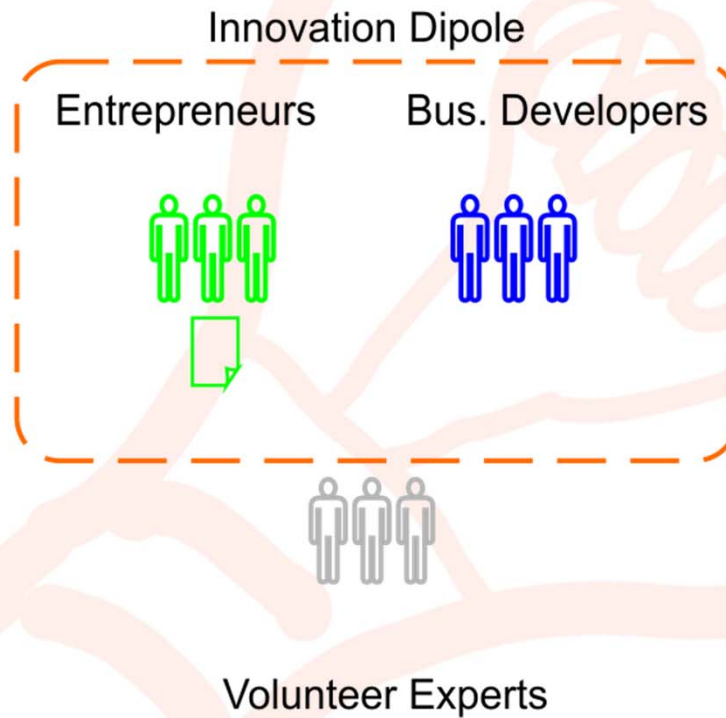 Innovation Dipole
Entrepreneurs
Bus. Developers
Volunteer Experts